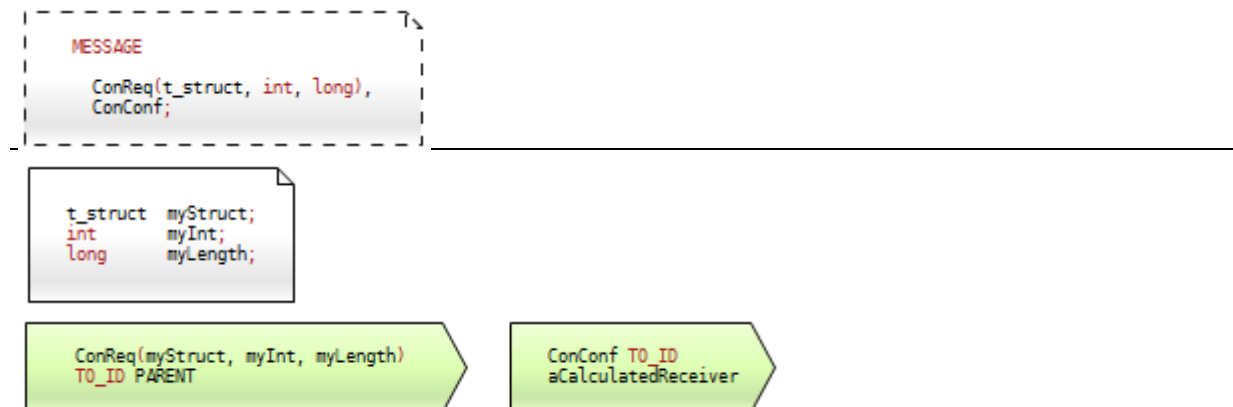 MESSAGE
ConReq(t_struct, int, long),
ConConf;
t_struct myStruct;
int myInt;
long myLength;
ConReq(myStruct, myInt, myLength)
TO_ID PARENT
ConConf TO_ID
aCalculatedReceiver